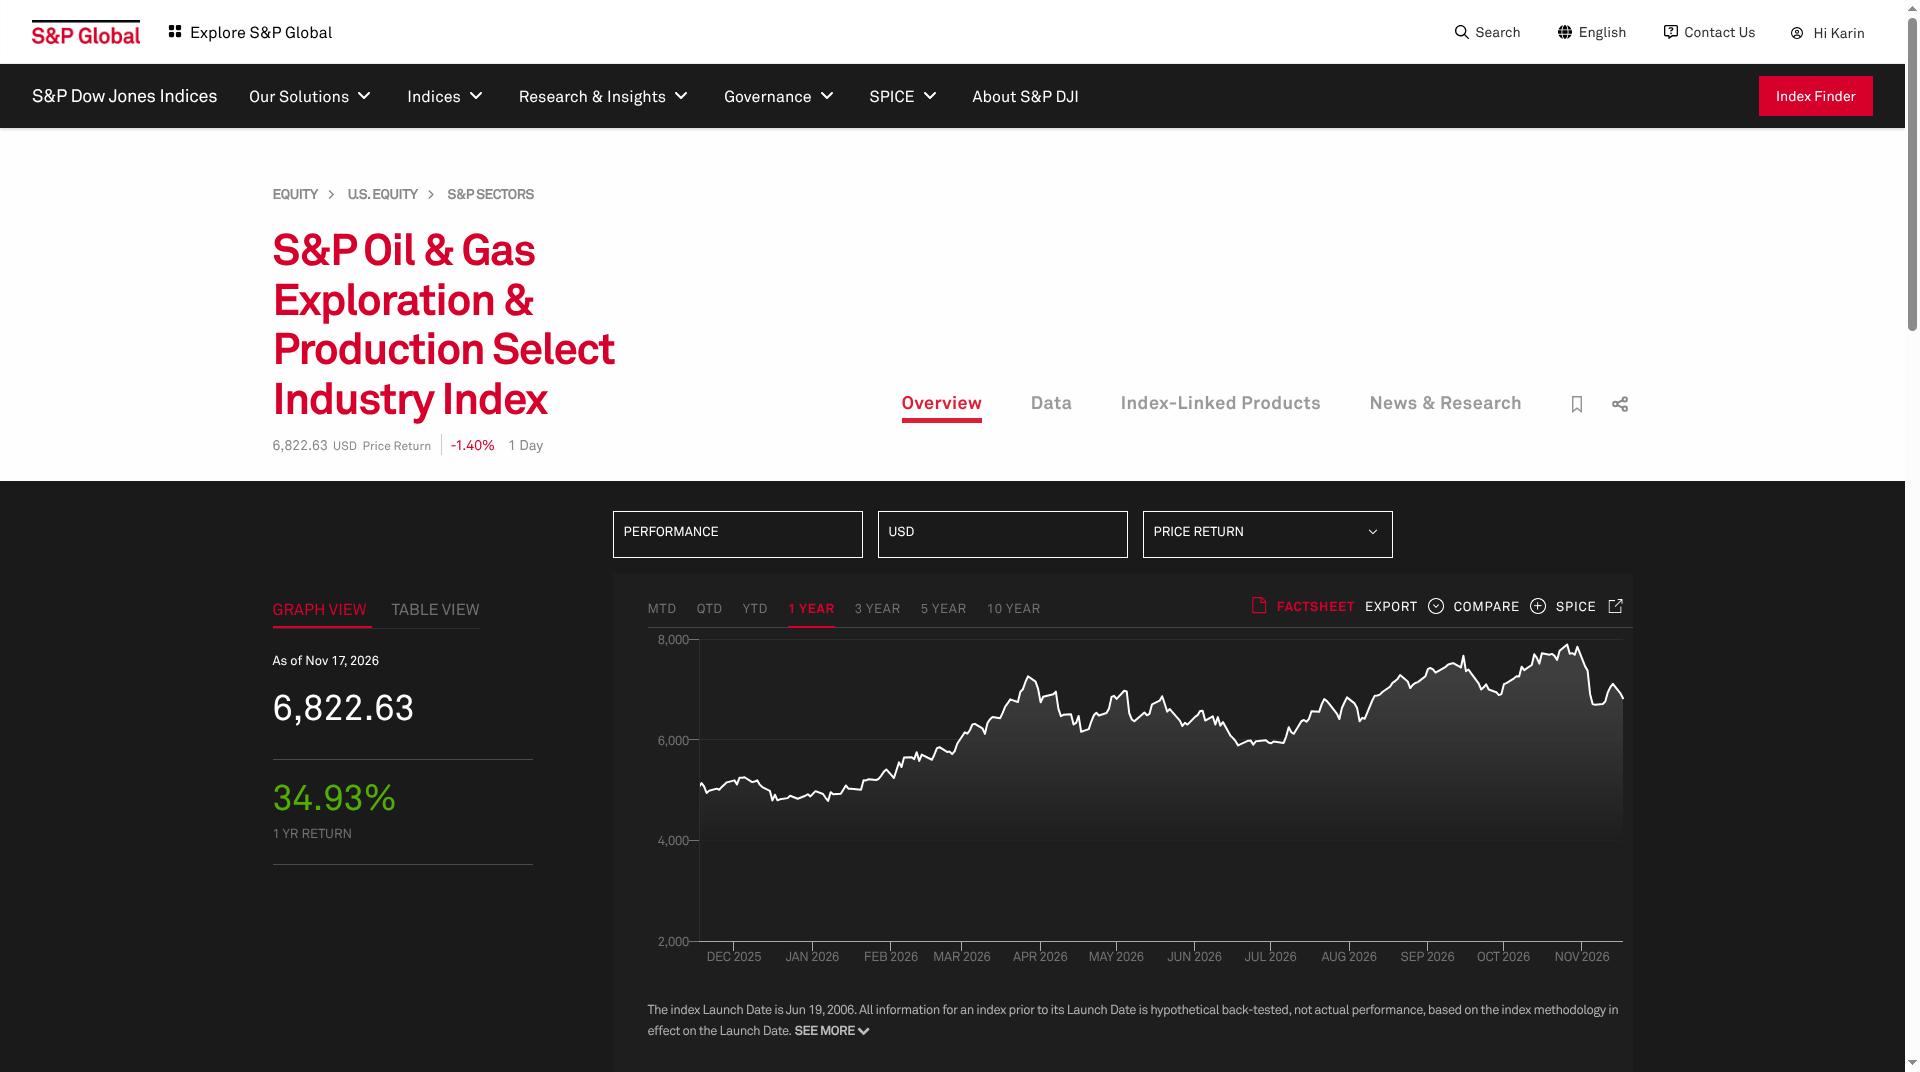 S&P Global
Explore S&P Global
Search
English
Contact Us
Hi Karin
S&P Dow Jones Indices
Our Solutions
Indices
Research & Insights
Governance
SPICE
About S&P DJI
Index Finder
EQUITY > U.S. EQUITY > S&P SECTORS
S&P Oil & Gas
Exploration &
Production Select
Industry Index
6,822.63 USD Price Return -1.40% 1 Day
Overview
Data
Index-Linked Products
News & Research
PERFORMANCE
USD
PRICE RETURN
GRAPH VIEW
TABLE VIEW
As of Nov 17, 2026
6,822.63
34.93%
1 YR RETURN
MTD QTD YTD 1 YEAR 3 YEAR 5 YEAR 10 YEAR
FACTSHEET EXPORT COMPARE SPICE
8,000
6,000
4,000
2,000
DEC 2025 JAN 2026 FEB 2026 MAR 2026 APR 2026 MAY 2026 JUN 2026 JUL 2026 AUG 2026 SEP 2026 OCT 2026 NOV 2026
The index Launch Date is Jun 19, 2006. All information for an index prior to its Launch Date is hypothetical back-tested, not actual performance, based on the index methodology in
effect on the Launch Date. SEE MORE